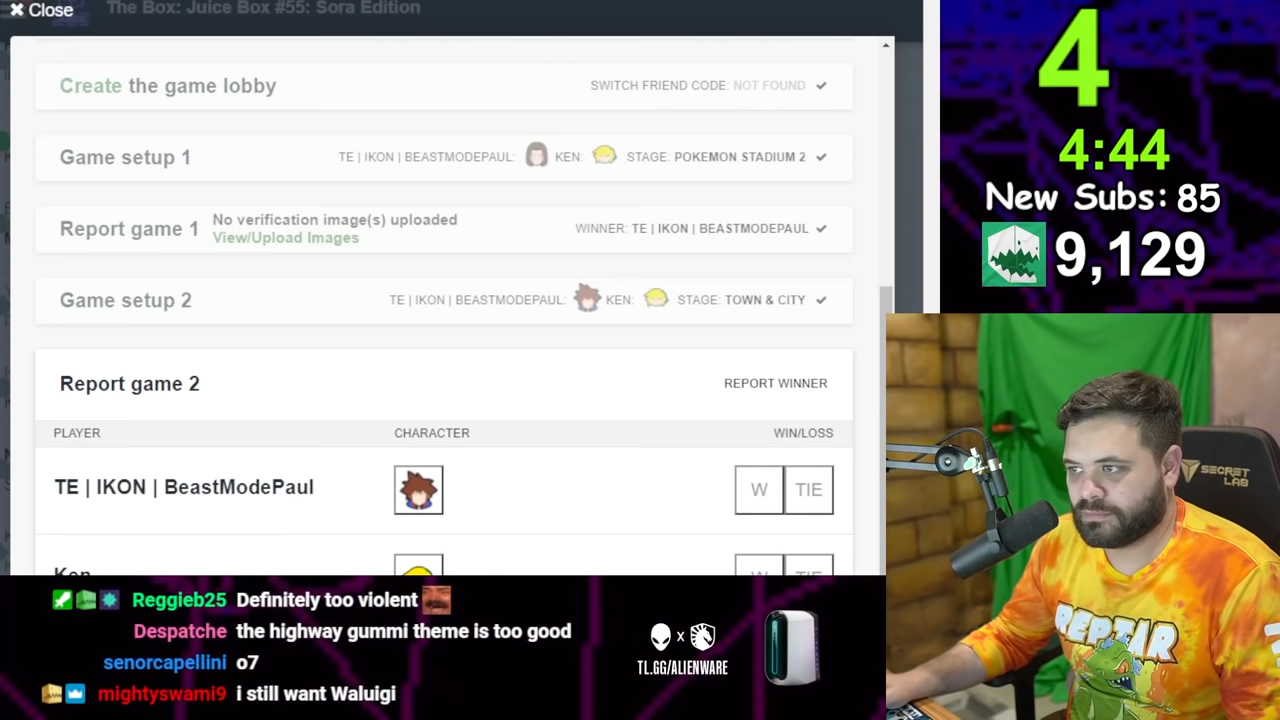 ✖ Close
The Box: Juice Box #55: Sora Edition
Create the game lobby
SWITCH FRIEND CODE: NOT FOUND ✔
Game setup 1
TE | IKON | BEASTMODEPAUL: KEN: STAGE: POKEMON STADIUM 2 ✔
Report game 1
No verification image(s) uploaded
View/Upload Images
WINNER: TE | IKON | BEASTMODEPAUL ✔
Game setup 2
TE | IKON | BEASTMODEPAUL: KEN: STAGE: TOWN & CITY ✔
Report game 2
REPORT WINNER
PLAYER CHARACTER WIN/LOSS
TE | IKON | BeastModePaul W TIE
Ken W TIE
4
4:44
New Subs: 85
9,129
SECRET
LAB
REPTAR
Reggieb25 Definitely too violent
Despatche the highway gummi theme is too good
senorcapellini o7
mightyswami9 i still want Waluigi
x
TL.GG/ALIENWARE